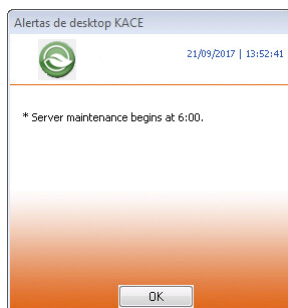 Alertas de desktop KACE
21/09/2017 | 13:52:41
* Server maintenance begins at 6:00.
OK